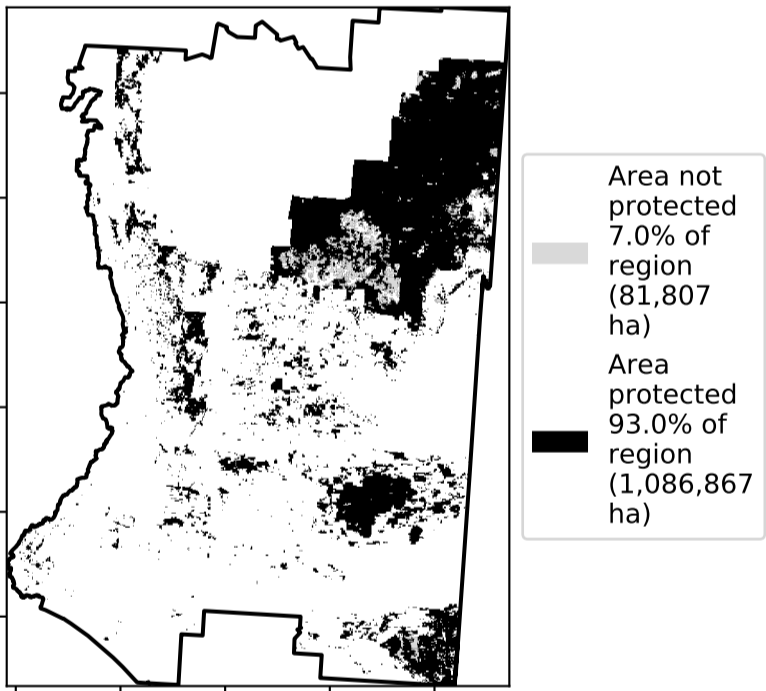 Area not
protected
7.0% of
region
(81,807
ha)
Area
protected
93.0% of
region
(1,086,867
ha)